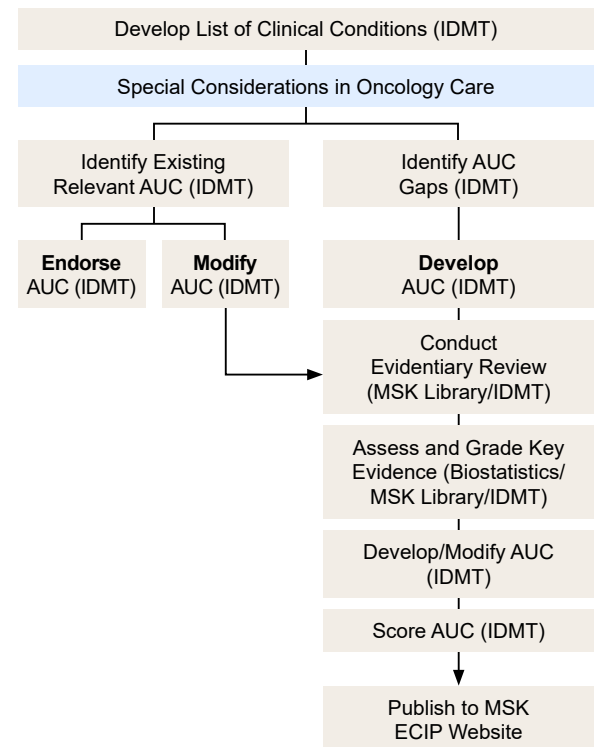 Develop List of Clinical Conditions (IDMT)
Special Considerations in Oncology Care
Identify Existing
Relevant AUC (IDMT)
Identify AUC
Gaps (IDMT)
Endorse
AUC (IDMT)
Modify
AUC (IDMT)
Develop
AUC (IDMT)
Conduct
Evidentiary Review
(MSK Library/IDMT)
Assess and Grade Key
Evidence (Biostatistics/
MSK Library/IDMT)
Develop/Modify AUC
(IDMT)
Score AUC (IDMT)
Publish to MSK
ECIP Website